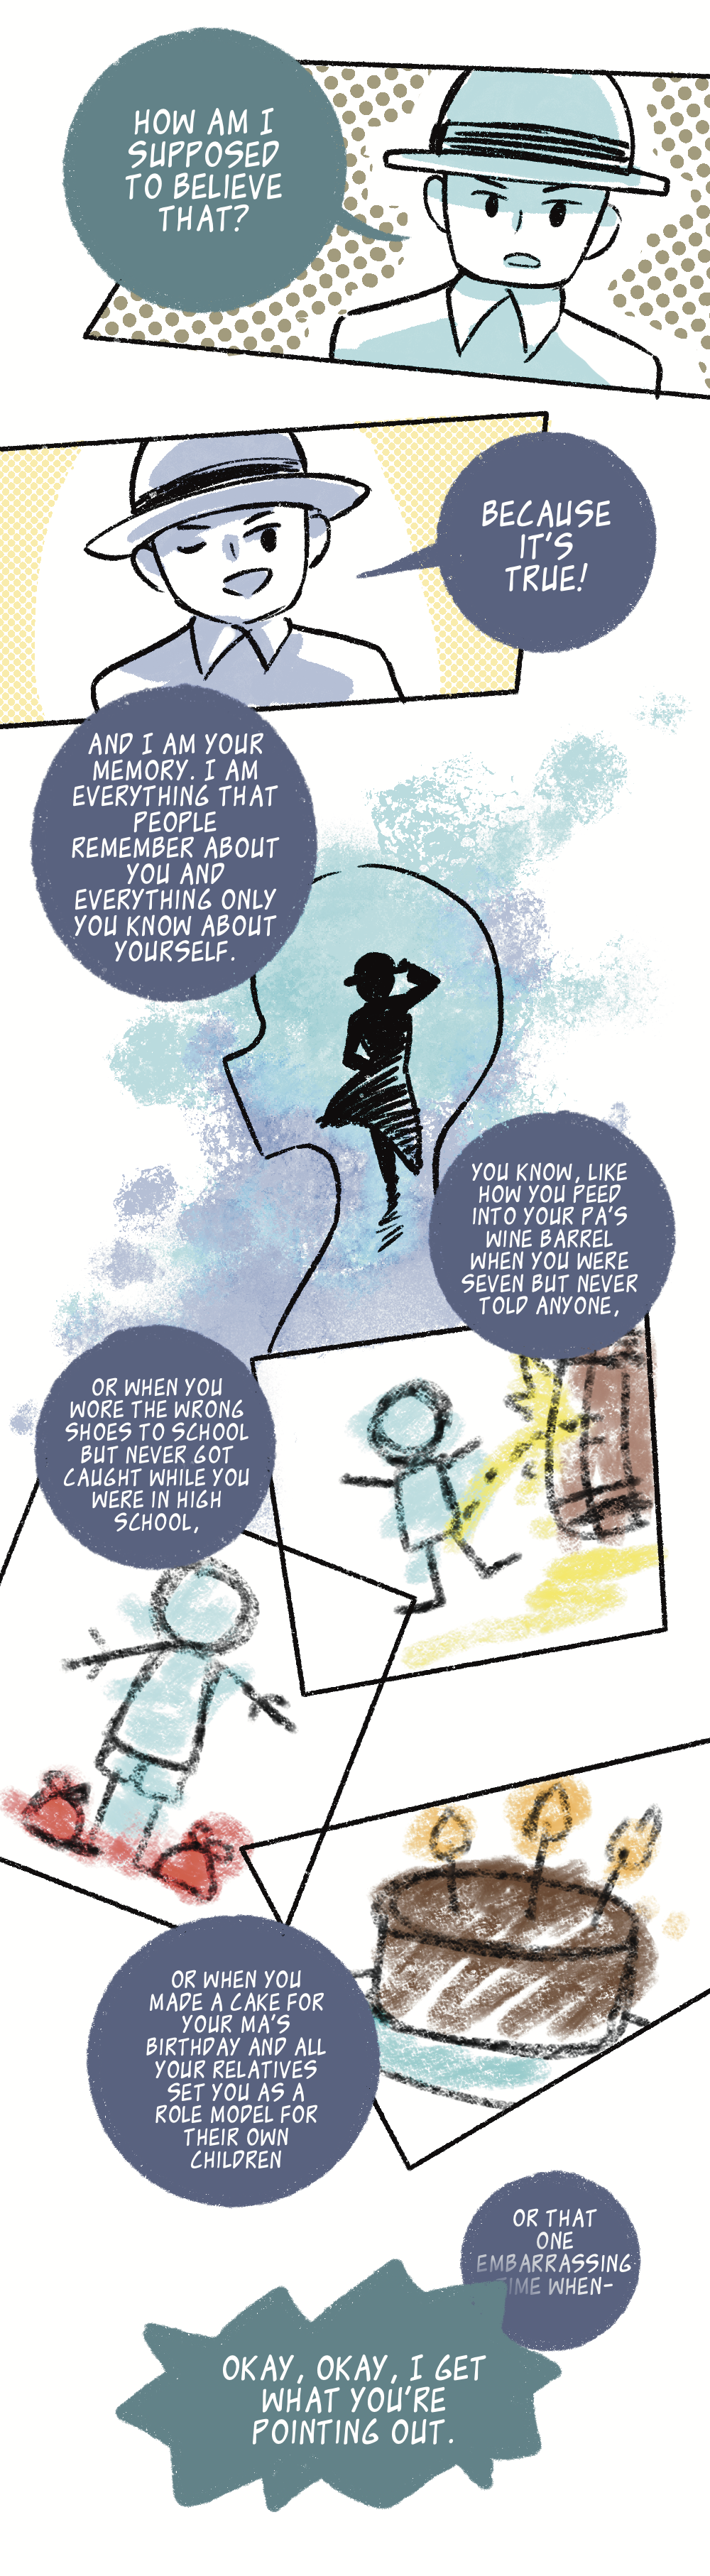 HOW AM I
SUPPOSED
TO BELIEVE
THAT?
BECAUSE
IT'S
TRUE!
AND I AM YOUR
MEMORY. I AM
EVERYTHING THAT
PEOPLE
REMEMBER ABOUT
YOU AND
EVERYTHING ONLY
YOU KNOW ABOUT
YOURSELF.
YOU KNOW, LIKE
HOW YOU PEED
INTO YOUR PA'S
WINE BARREL
WHEN YOU WERE
SEVEN BUT NEVER
TOLD ANYONE,
OR WHEN YOU
WORE THE WRONG
SHOES TO SCHOOL
BUT NEVER GOT
CAUGHT WHILE YOU
WERE IN HIGH
SCHOOL,
OR WHEN YOU
MADE A CAKE FOR
YOUR MA'S
BIRTHDAY AND ALL
YOUR RELATIVES
SET YOU AS A
ROLE MODEL FOR
THEIR OWN
CHILDREN
OR THAT
ONE
EMBARRASSING
TIME WHEN-
OKAY, OKAY, I GET
WHAT YOU'RE
POINTING OUT.